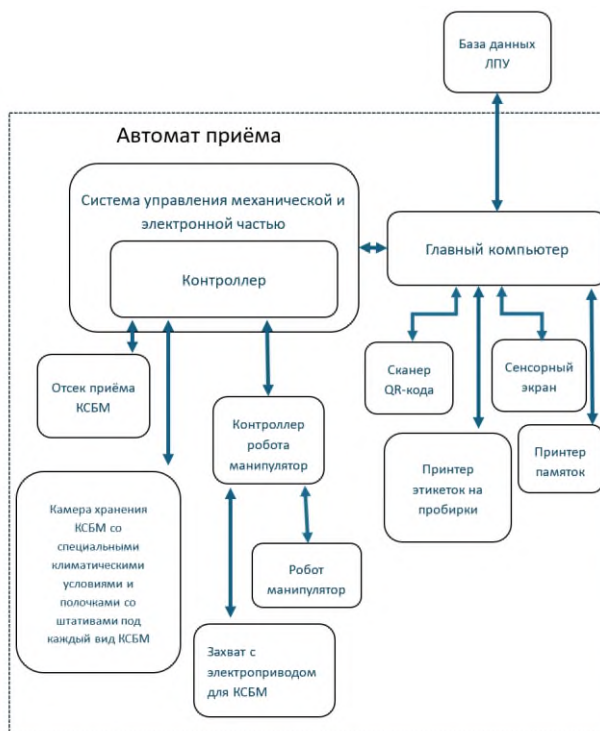 База данных
ЛПУ
Автомат приёма
Система управления механической и
электронной частью
Контроллер
Главный компьютер
Отсек приёма
КСБМ
Контроллер
робота
манипулятор
Сканер
QR-кода
Сенсорный
экран
Принтер
этикеток на
пробирки
Принтер
памяток
Камера хранения
КСБМ со
специальными
климатическими
условиями и
полочками со
штативами под
каждый вид КСБМ
Робот
манипулятор
Захват с
электроприводом
для КСБМ